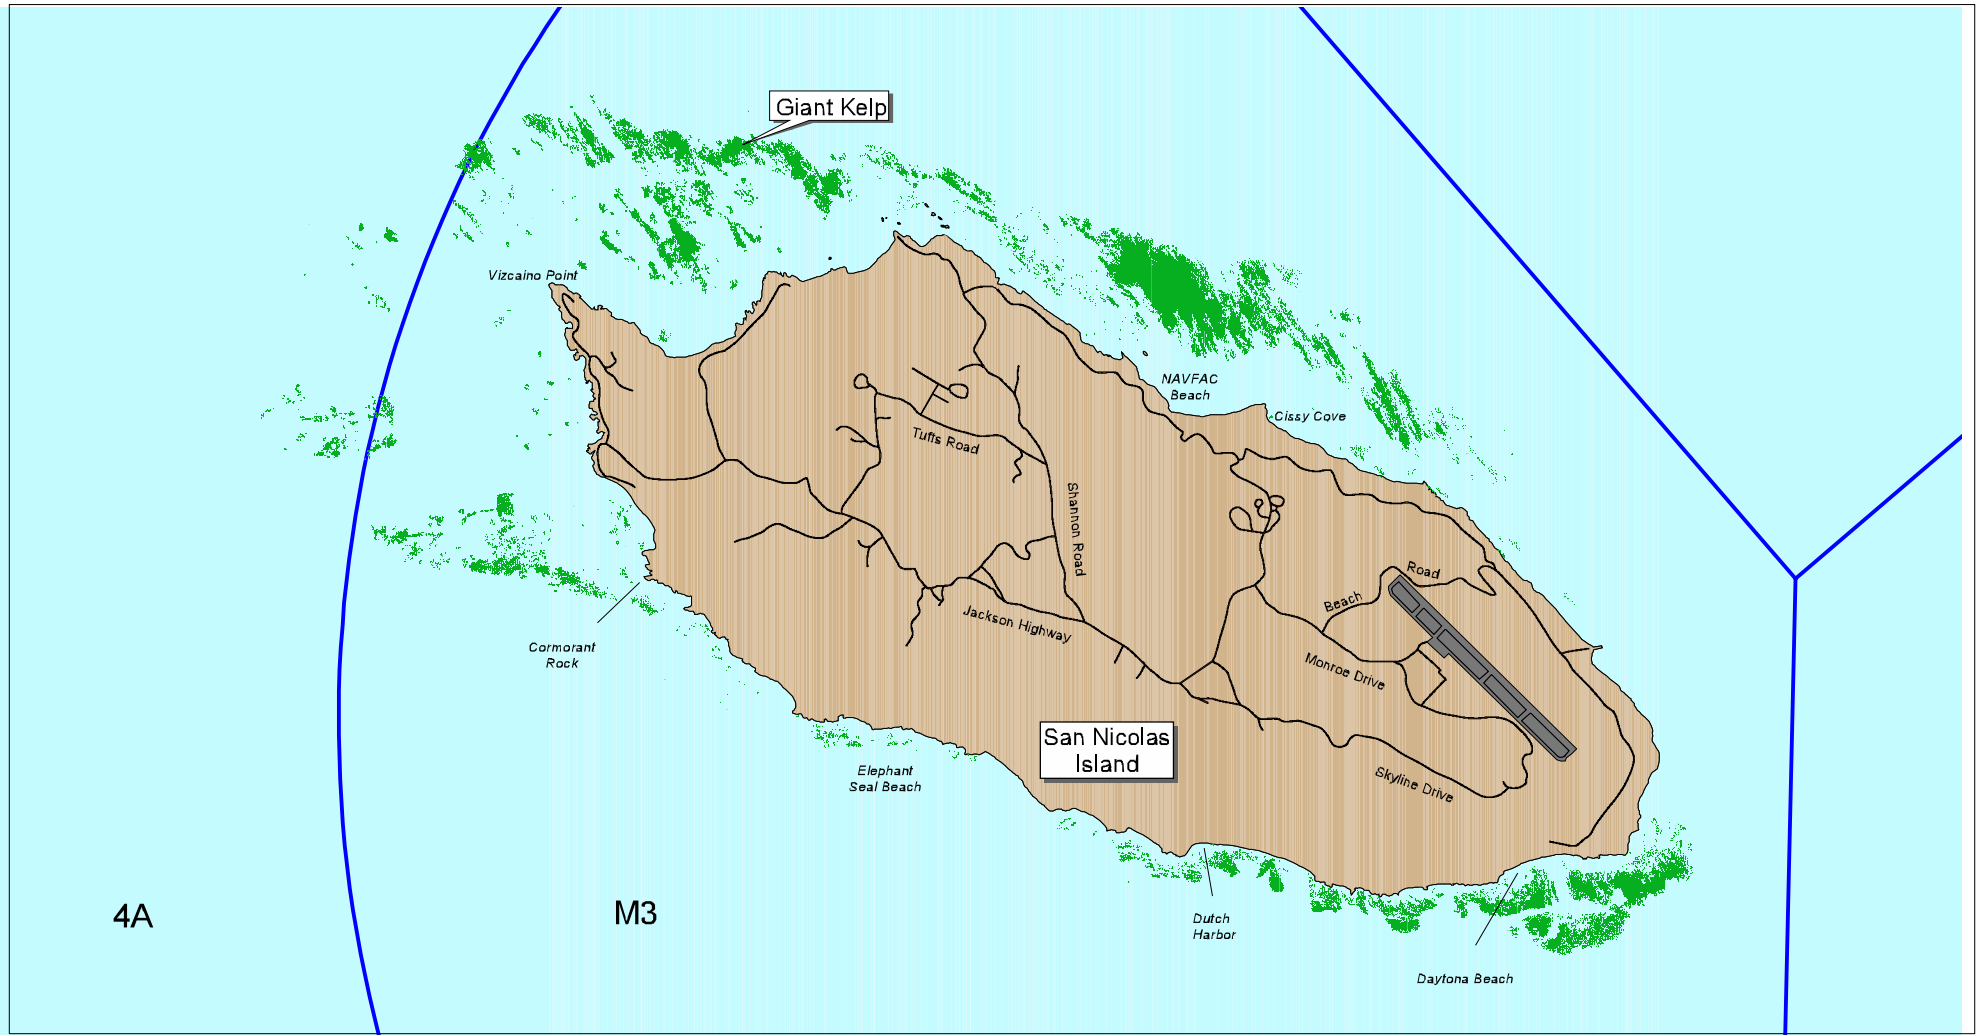 Giant Kelp
Vizcaino Point
NAVFAC
Beach
Cissy Cove
Tuffs Road
Shannon Road
Road
Beach
Jackson Highway
Cormorant
Rock
Monroe Drive
San Nicolas
Island
Elephant
Seal Beach
Skyline Drive
4A
M3
Dutch
Harbor
Daytona Beach